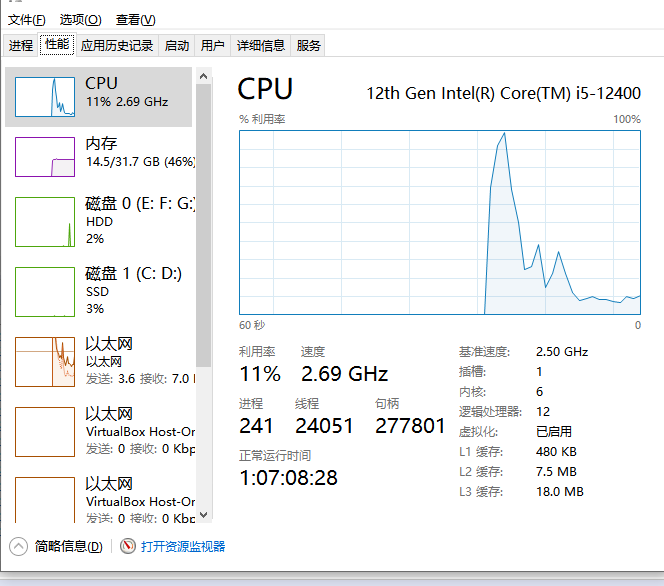 文件(F) 选项(O) 查看(V)
进程 性能 应用历史记录 启动 用户 详细信息 服务
CPU
11% 2.69 GHz
内存
14.5/31.7 GB (46%)
磁盘 0 (E: F: G:)
HDD
2%
磁盘 1 (C: D:)
SSD
3%
以太网
以太网
发送: 3.6 接收: 7.0
以太网
VirtualBox Host-Or
发送: 0 接收: 0 Kbp
以太网
VirtualBox Host-Or
发送: 0 接收: 0 Kbp
CPU
12th Gen Intel(R) Core(TM) i5-12400
% 利用率 100%
60 秒 0
利用率 速度
11% 2.69 GHz
进程 线程 句柄
241 24051 277801
正常运行时间
1:07:08:28
基准速度: 2.50 GHz
插槽: 1
内核: 6
逻辑处理器: 12
虚拟化: 已启用
L1 缓存: 480 KB
L2 缓存: 7.5 MB
L3 缓存: 18.0 MB
简略信息(D) 打开资源监视器